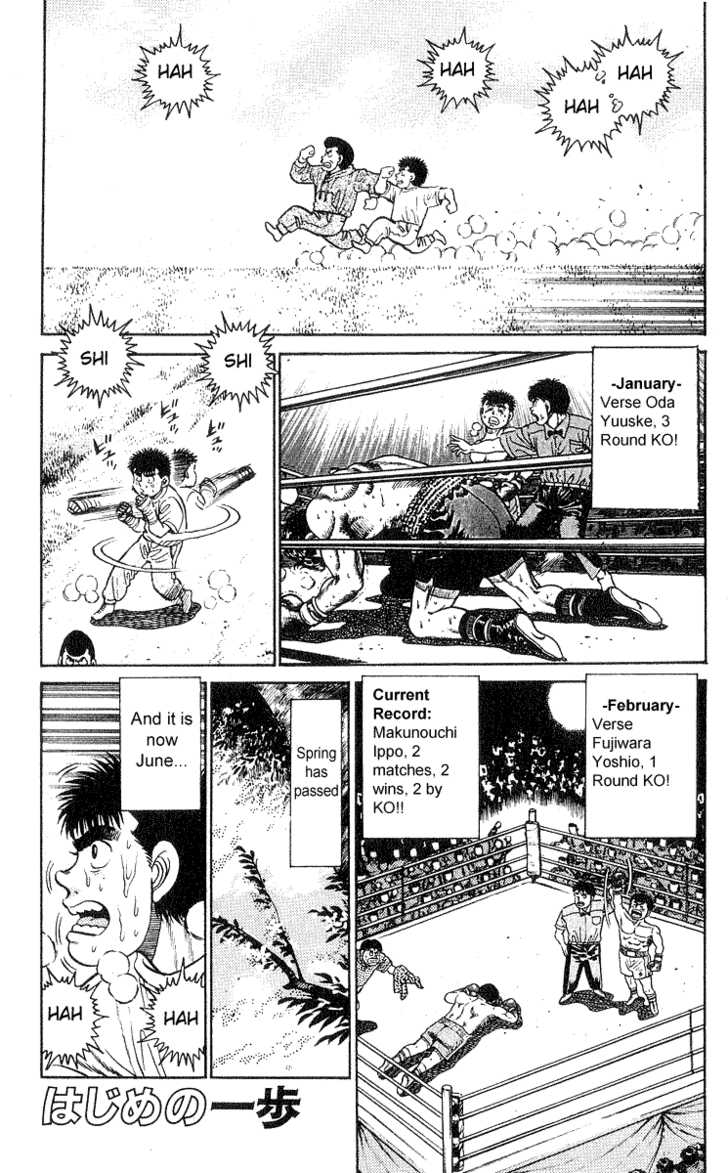 HAH
HAH
HAH
HAH
-January-
Verse Oda
Yuuske, 3
Round KO!
SHI
SHI
-February-
Verse
Fujiwara
Yoshio, 1
Round KO!
Current
Record:
Makunouchi
Ippo, 2
matches, 2
wins, 2 by
KO!!
Spring
has
passed
And it is
now
June...
HAH
HAH
はじめの一歩